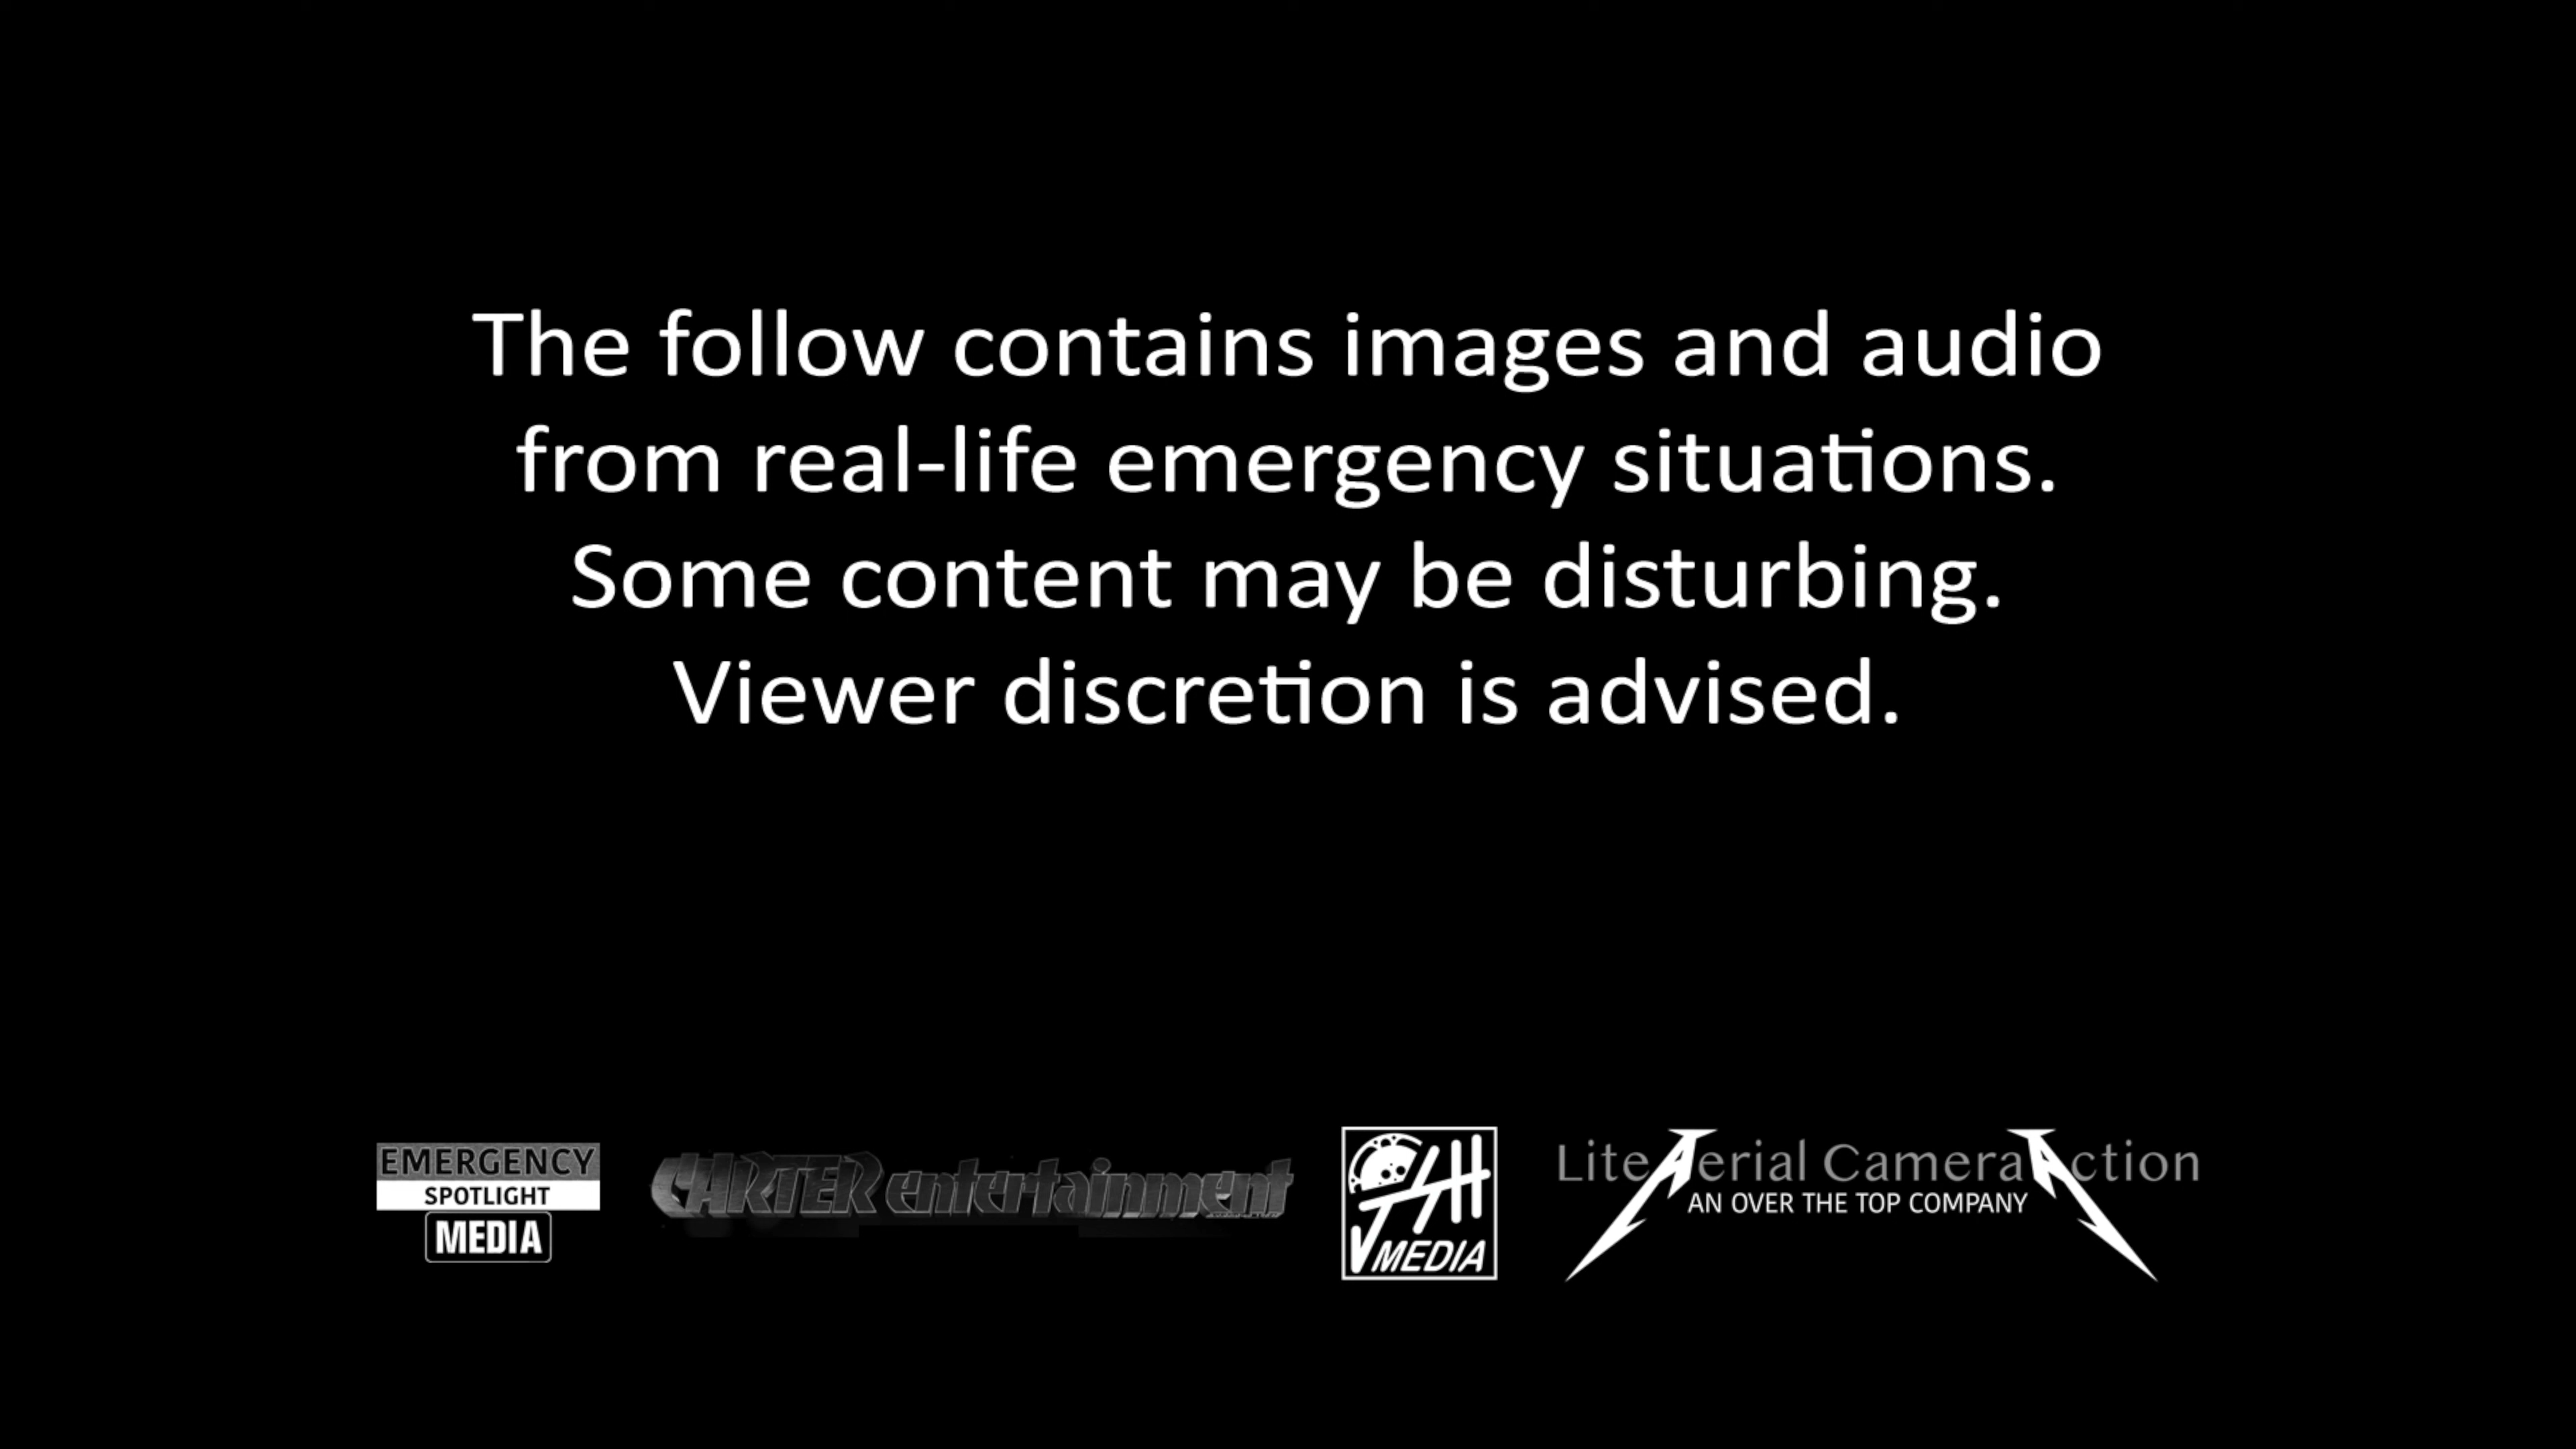 The follow contains images and audio
from real-life emergency situations.
Some content may be disturbing.
Viewer discretion is advised.
EMERGENCY
SPOTLIGHT
MEDIA
CARTER entertainment
MEDIA
Lite Aerial Camera Action
AN OVER THE TOP COMPANY